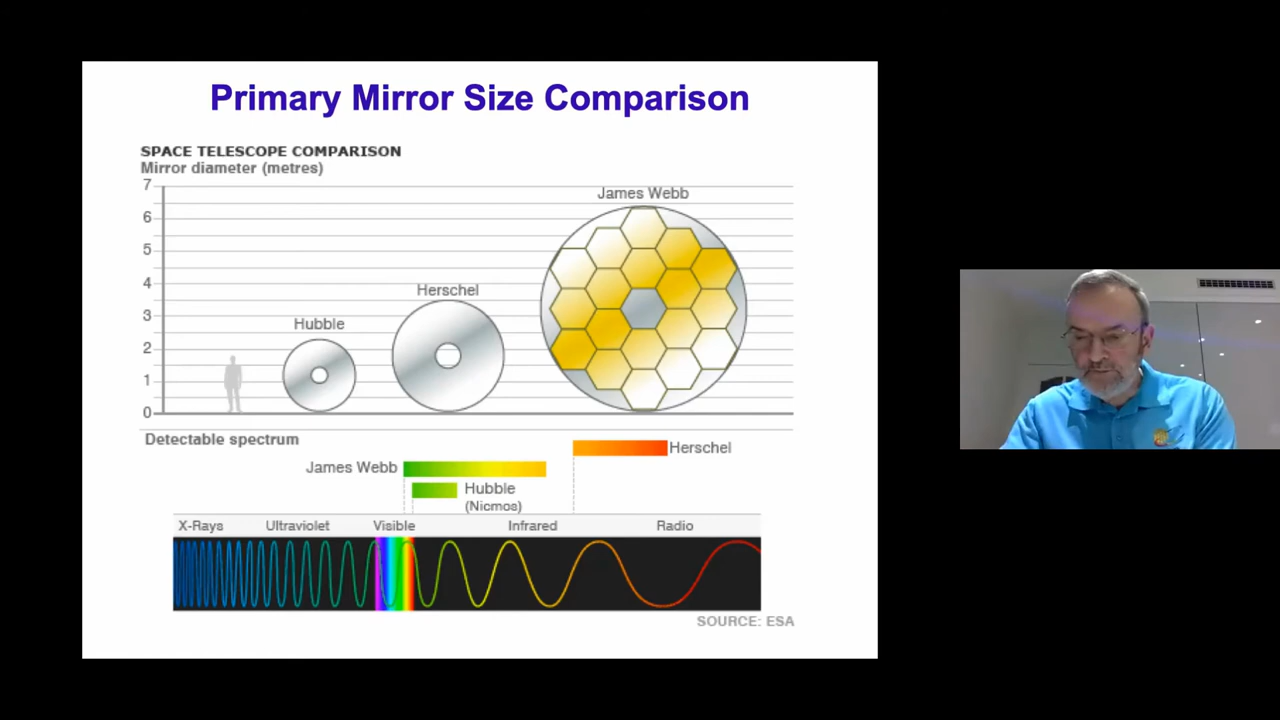 Primary Mirror Size Comparison
SPACE TELESCOPE COMPARISON
Mirror diameter (metres)
7
James Webb
6
5
4
Herschel
3
Hubble
2
1
0
Detectable spectrum
Herschel
James Webb
Hubble
(Nicmos)
X-Rays Ultraviolet Visible Infrared Radio
SOURCE: ESA